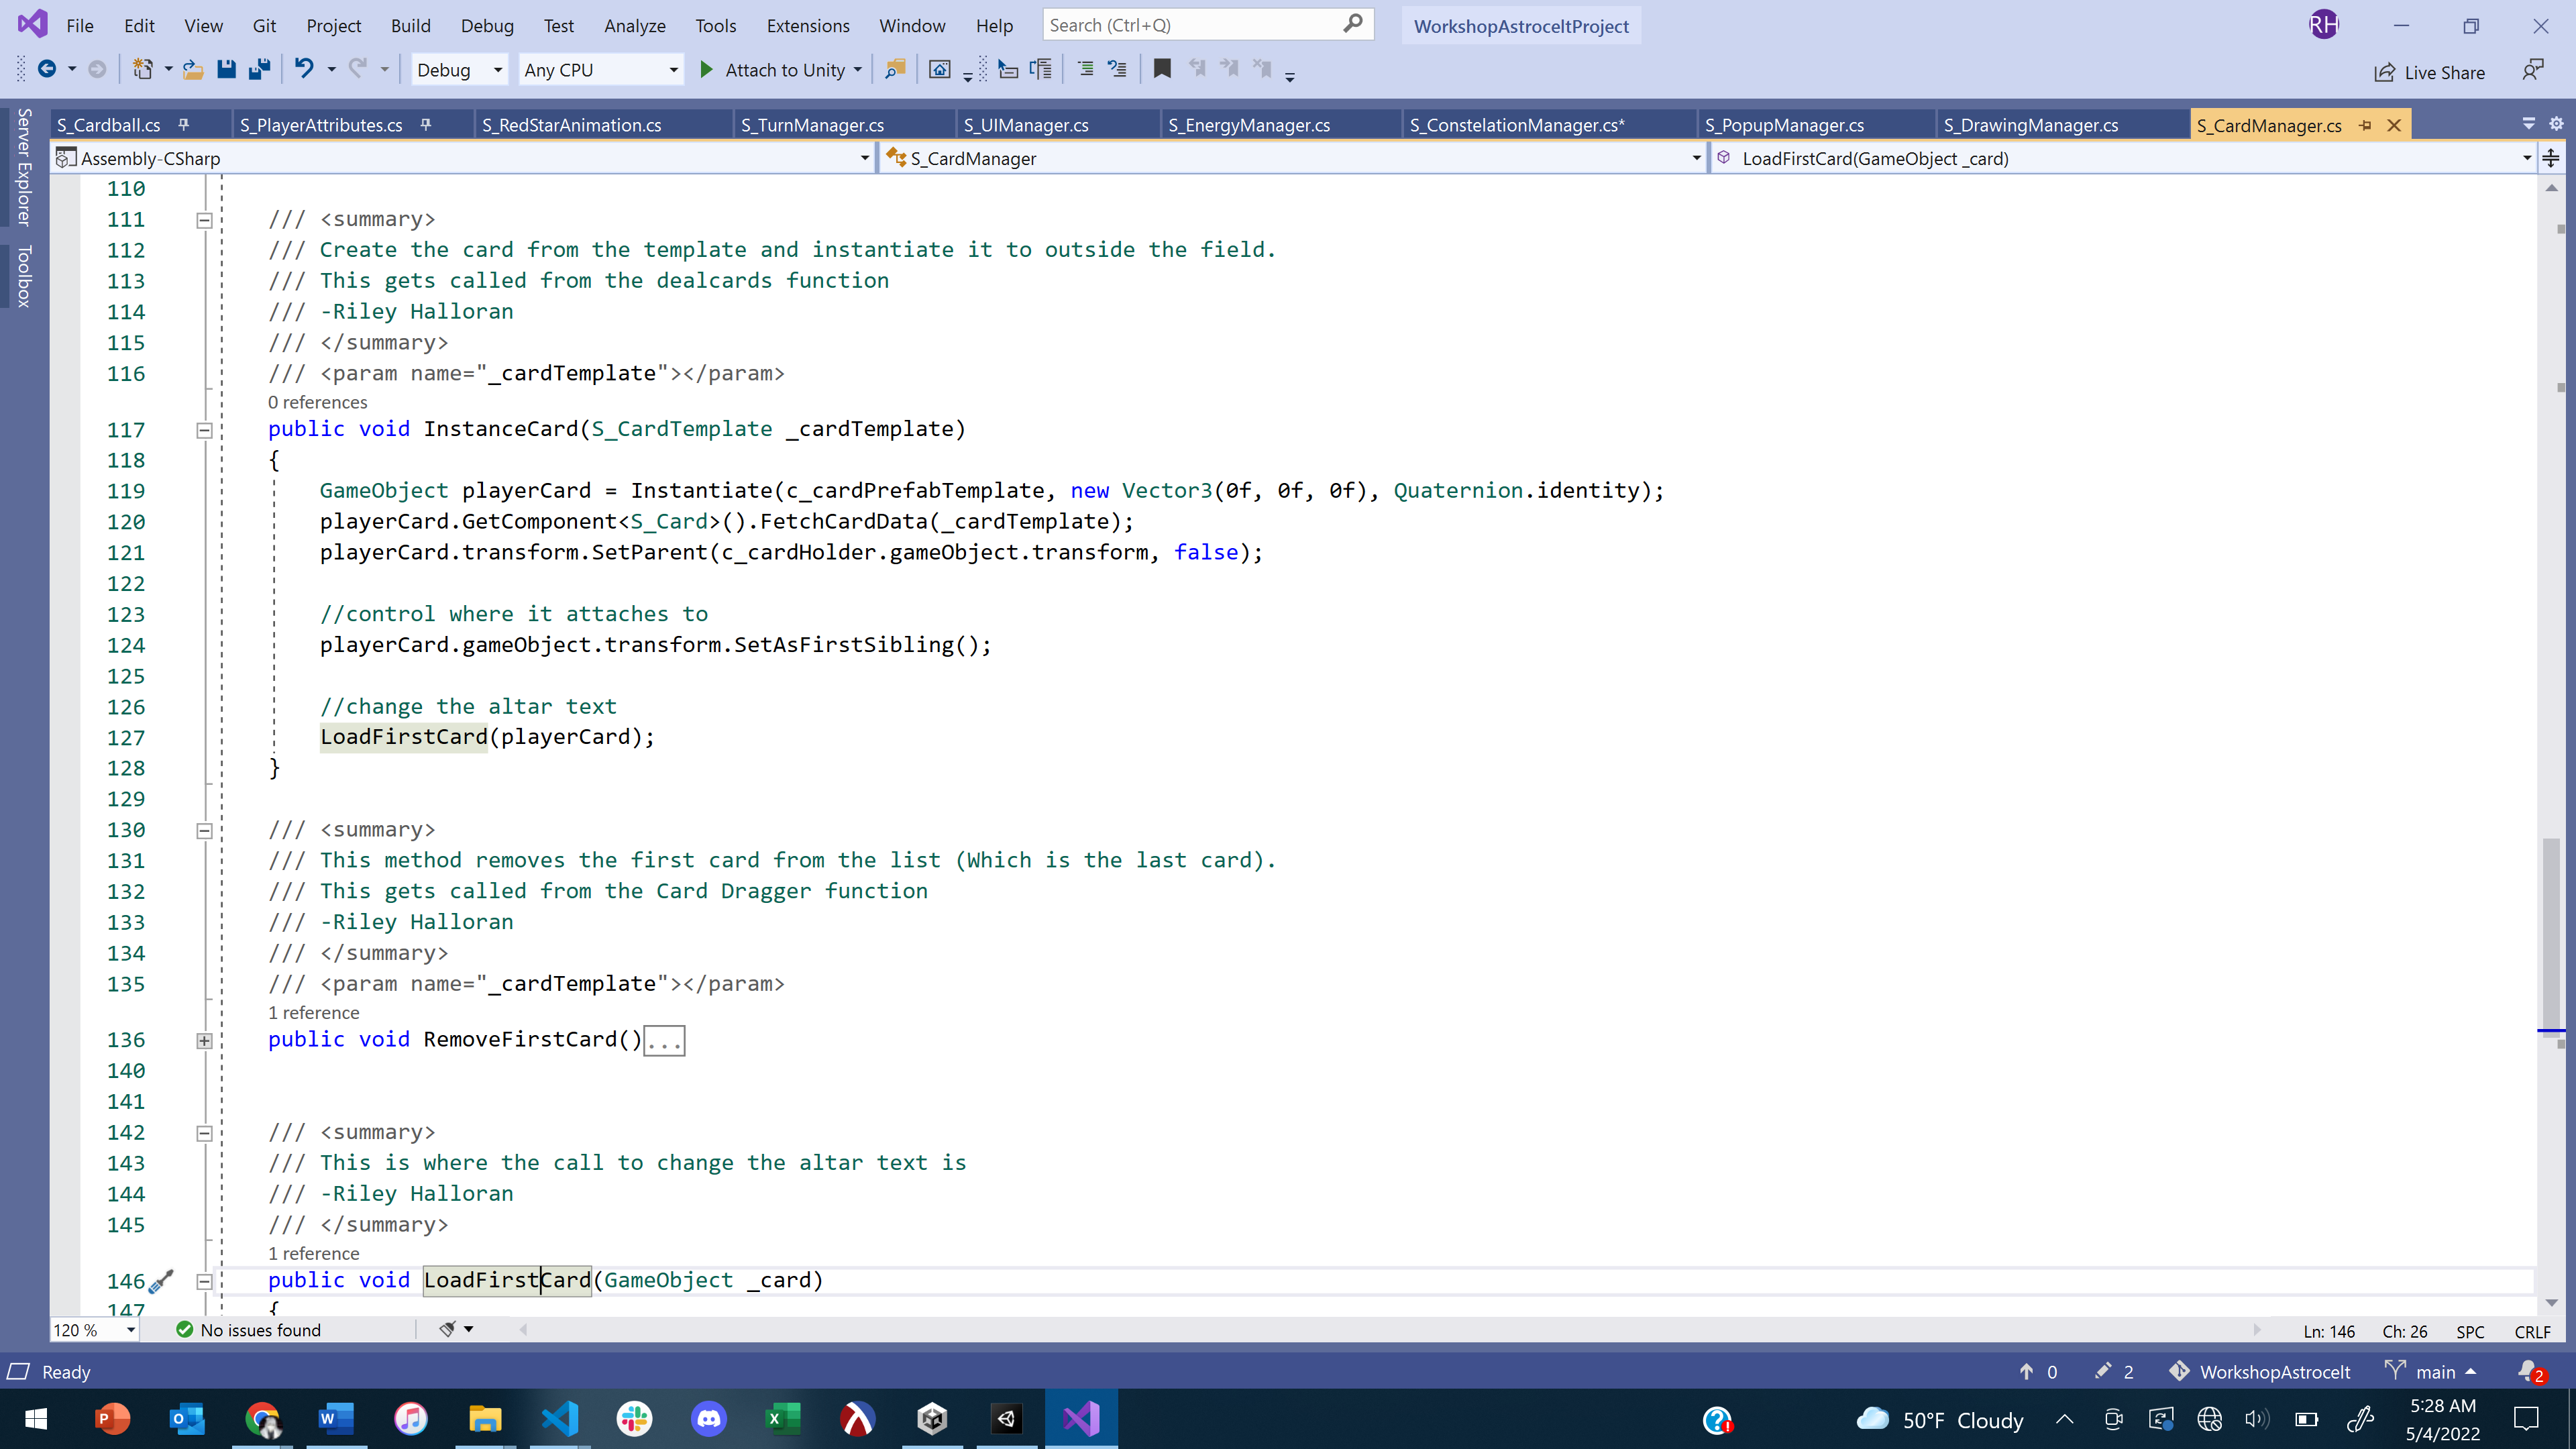 File Edit View Git Project Build Debug Test Analyze Tools Extensions Window Help Search (Ctrl+Q) WorkshopAstroceltProject RH
Debug Any CPU Attach to Unity Live Share
Server Explorer
Toolbox
S_Cardball.cs S_PlayerAttributes.cs S_RedStarAnimation.cs S_TurnManager.cs S_UIManager.cs S_EnergyManager.cs S_ConstelationManager.cs* S_PopupManager.cs S_DrawingManager.cs S_CardManager.cs
Assembly-CSharp S_CardManager LoadFirstCard(GameObject _card)
110
111 /// <summary>
112 /// Create the card from the template and instantiate it to outside the field.
113 /// This gets called from the dealcards function
114 /// -Riley Halloran
115 /// </summary>
116 /// <param name="_cardTemplate"></param>
0 references
117 public void InstanceCard(S_CardTemplate _cardTemplate)
118 {
119 GameObject playerCard = Instantiate(c_cardPrefabTemplate, new Vector3(0f, 0f, 0f), Quaternion.identity);
120 playerCard.GetComponent<S_Card>().FetchCardData(_cardTemplate);
121 playerCard.transform.SetParent(c_cardHolder.gameObject.transform, false);
122
123 //control where it attaches to
124 playerCard.gameObject.transform.SetAsFirstSibling();
125
126 //change the altar text
127 LoadFirstCard(playerCard);
128 }
129
130 /// <summary>
131 /// This method removes the first card from the list (Which is the last card).
132 /// This gets called from the Card Dragger function
133 /// -Riley Halloran
134 /// </summary>
135 /// <param name="_cardTemplate"></param>
1 reference
136 public void RemoveFirstCard()...
140
141
142 /// <summary>
143 /// This is where the call to change the altar text is
144 /// -Riley Halloran
145 /// </summary>
1 reference
146 public void LoadFirstCard(GameObject _card)
147 {
120 % No issues found Ln: 146 Ch: 26 SPC CRLF
Ready 0 2 WorkshopAstrocelt main 2
50°F Cloudy 5:28 AM
5/4/2022